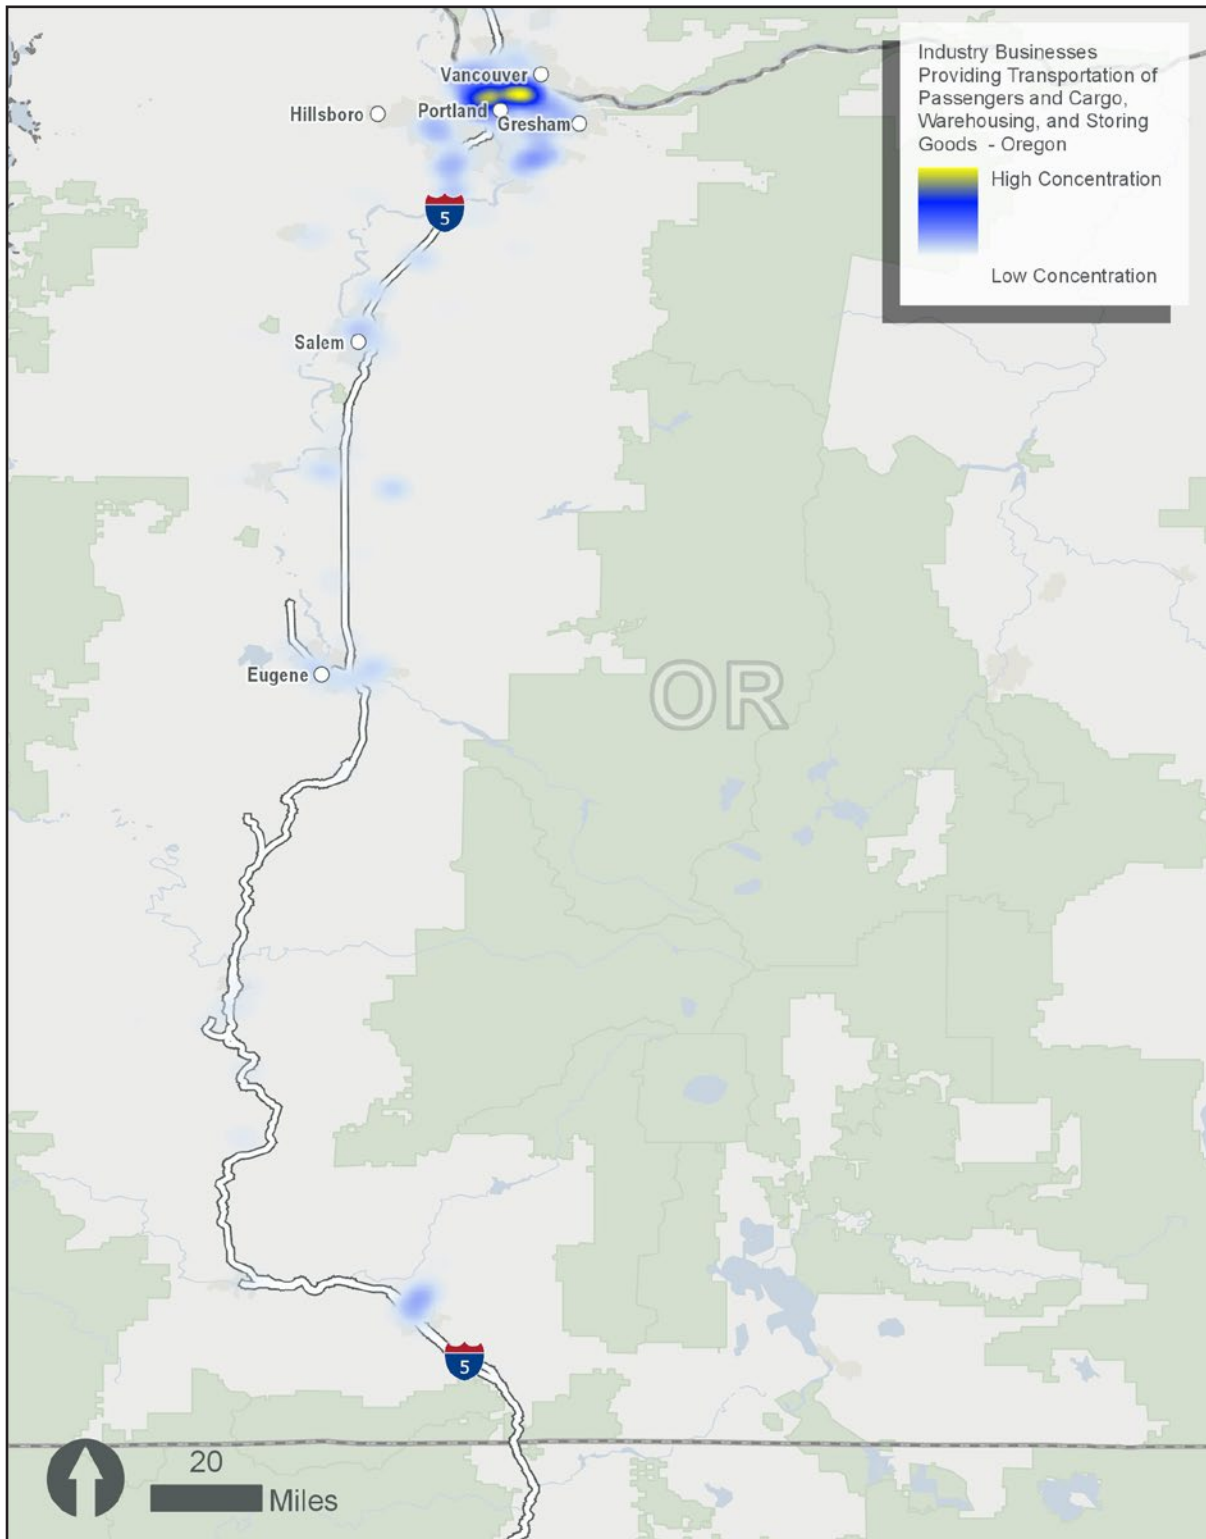 Industry Businesses
Providing Transportation of
Passengers and Cargo,
Warehousing, and Storing
Goods - Oregon
High Concentration
Low Concentration
Vancouver
Hillsboro
Portland
Gresham
5
Salem
Eugene
OR
5
20
Miles